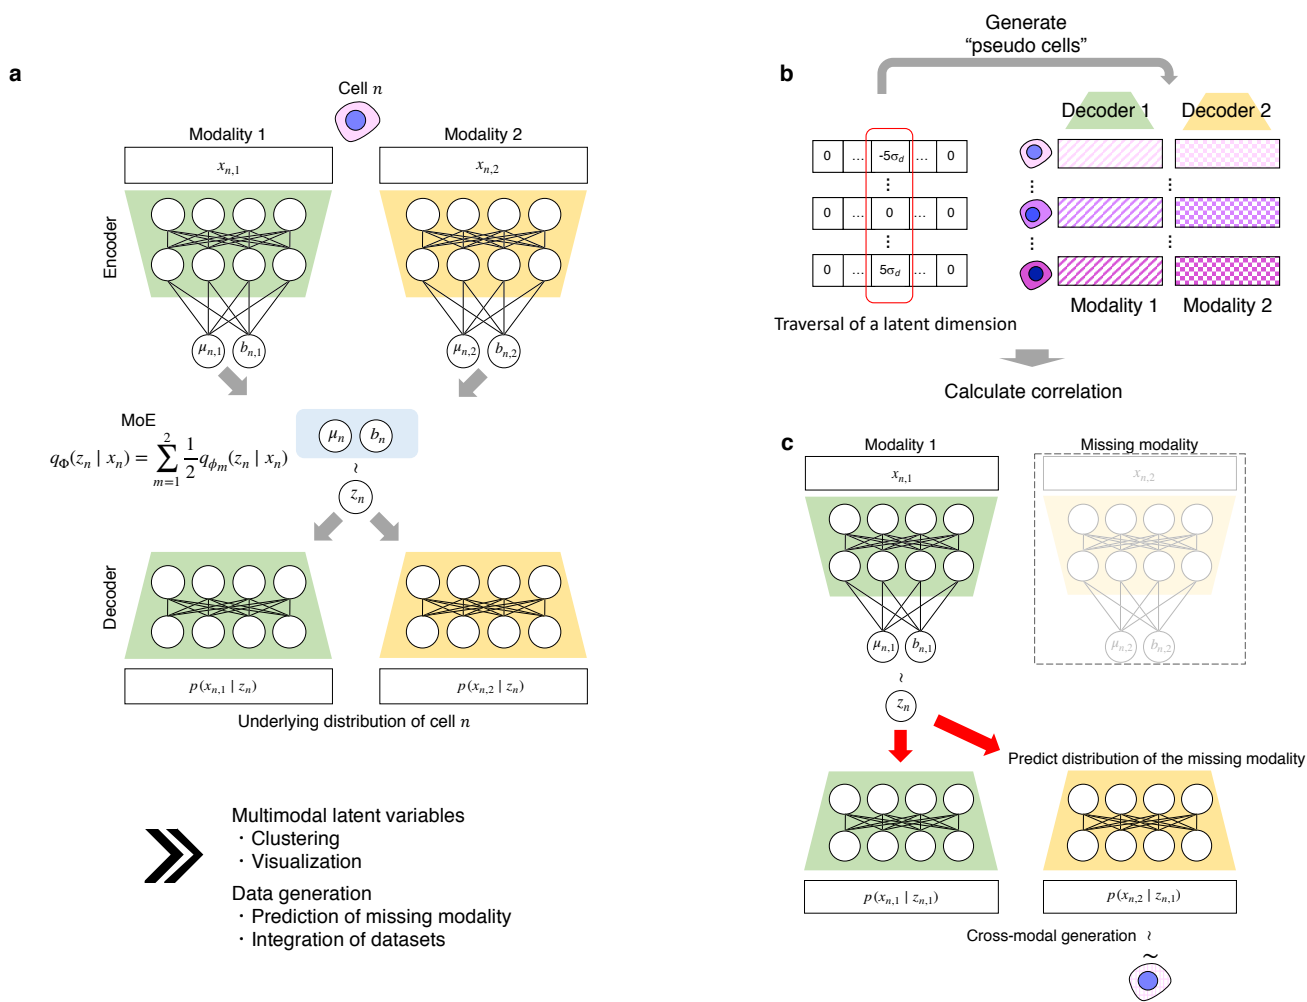 a
Cell n
Modality 1
Modality 2
x_{n,1}
x_{n,2}
Encoder
μ_{n,1} b_{n,1}
μ_{n,2} b_{n,2}
MoE
q_Φ(z_n | x_n) = \sum_{m=1}^{2} \frac{1}{2} q_{ϕ_m}(z_n | x_n)
μ_n b_n
~
z_n
Decoder
p(x_{n,1} | z_n)
p(x_{n,2} | z_n)
Underlying distribution of cell n
Multimodal latent variables
· Clustering
· Visualization
Data generation
· Prediction of missing modality
· Integration of datasets
b
Generate
“pseudo cells”
Decoder 1
Decoder 2
0 … -5σ_d … 0
⋮
0 … 0 … 0
⋮
0 … 5σ_d … 0
⋮ ⋮
⋮ ⋮
Modality 1
Modality 2
Traversal of a latent dimension
Calculate correlation
c
Modality 1
Missing modality
x_{n,1}
x_{n,2}
μ_{n,1} b_{n,1}
μ_{n,2} b_{n,2}
~
z_n
Predict distribution of the missing modality
p(x_{n,1} | z_{n,1})
p(x_{n,2} | z_{n,1})
Cross-modal generation ~
~